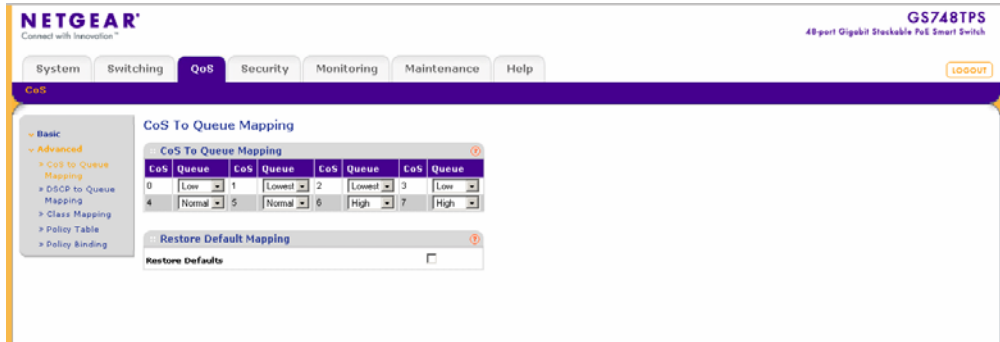 NETGEAR®
Connect with Innovation™
GS748TPS
48-port Gigabit Stackable PoE Smart Switch
System Switching QoS Security Monitoring Maintenance Help
LOGOUT
CoS
Basic
Advanced
» CoS to Queue
Mapping
» DSCP to Queue
Mapping
» Class Mapping
» Policy Table
» Policy Binding
CoS To Queue Mapping
CoS To Queue Mapping
CoS Queue CoS Queue CoS Queue CoS Queue
0 Low 1 Lowest 2 Lowest 3 Low
4 Normal 5 Normal 6 High 7 High
Restore Default Mapping
Restore Defaults